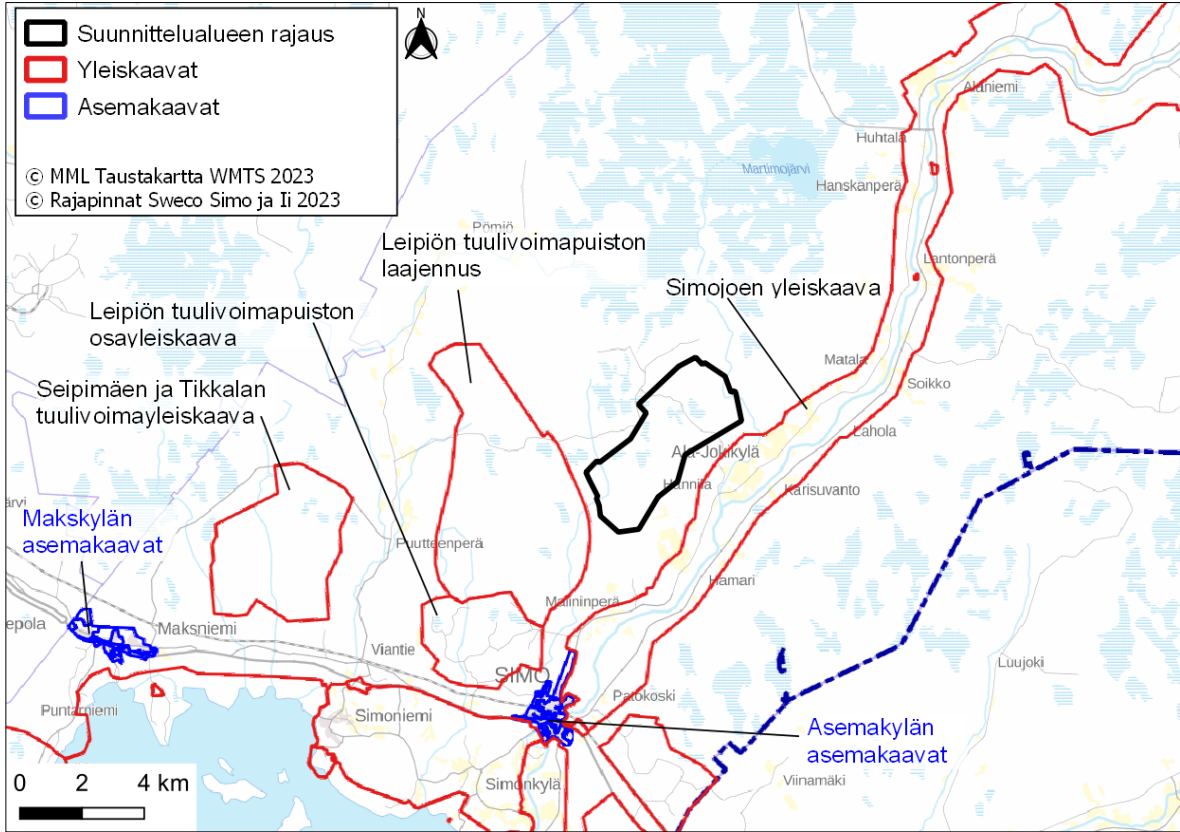 N
Suunnittelualueen rajaus
Yleiskaavat
Asemakaavat
© MML Taustakartta WMTS 2023
© Rajapinnat Sweco Simo ja Ii 2023
Alaniemi
Huhtala
Martimojärvi
Hanskanperä
Pömiö
Leipiön tuulivoimapuiston
laajennus
Lantonperä
Simojoen yleiskaava
Leipiön tuulivoimapuiston
osayleiskaava
Matala
Soikko
Seipimäen ja Tikkalan
tuulivoimayleiskaava
Lahola
Ala-Jokikylä
Hannila
Karisuvanto
järvi
Makskylän
asemakaavat
Puutteenperä
Hamari
Malininperä
epola
Maksniemi
Viantie
SIMO
Luujoki
Patokoski
Puntarniemi
Simoniemi
Asemakylän
asemakaavat
Simonkylä
Viinamäki
0 2 4 km